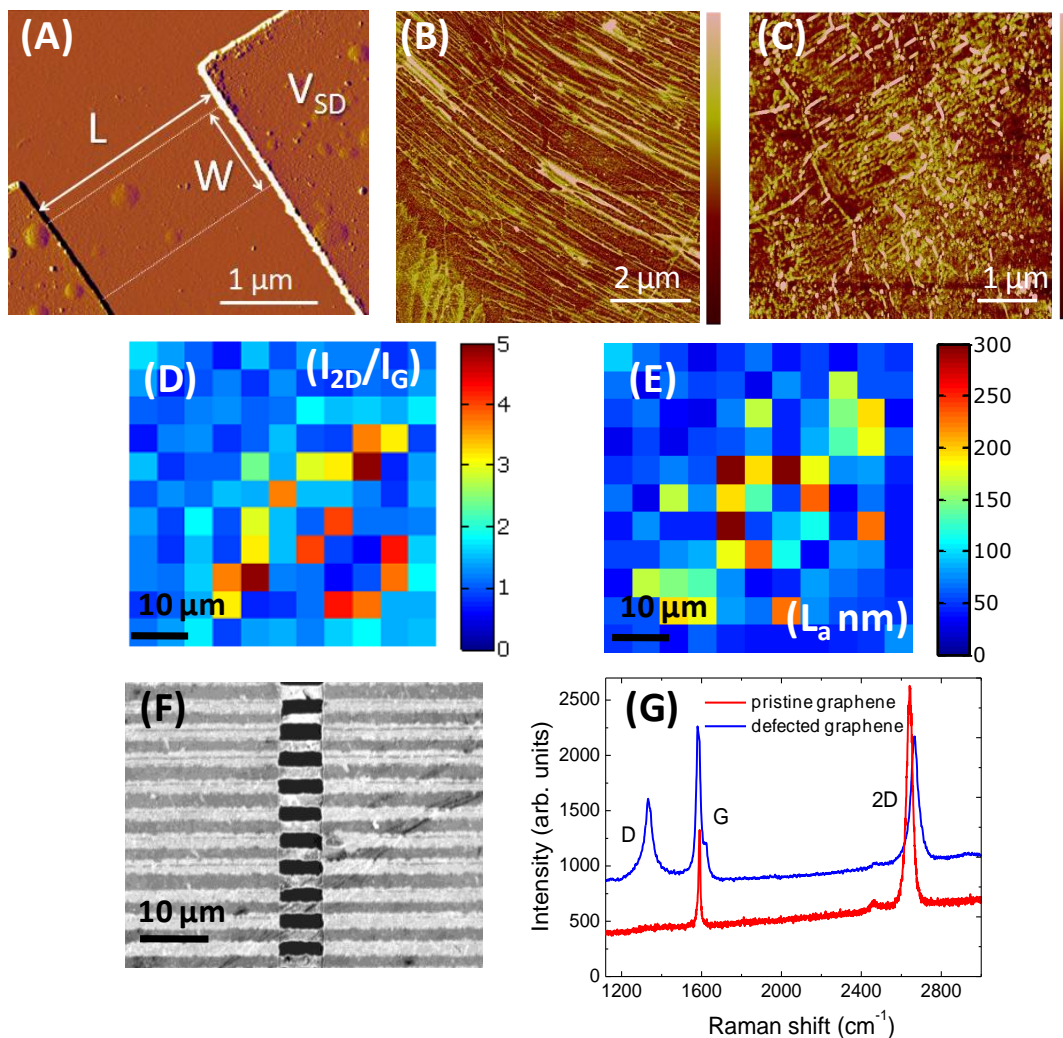 (A)
V_SD
L
W
1 μm
(B)
2 μm
(C)
1 μm
(D)
(I_2D/I_G)
10 μm
5
4
3
2
1
0
(E)
10 μm
(L_a nm)
300
250
200
150
100
50
0
(F)
10 μm
(G)
pristine graphene
defected graphene
D
G
2D
2500
2000
1500
1000
500
0
Intensity (arb. units)
1200 1600 2000 2400 2800
Raman shift (cm⁻¹)